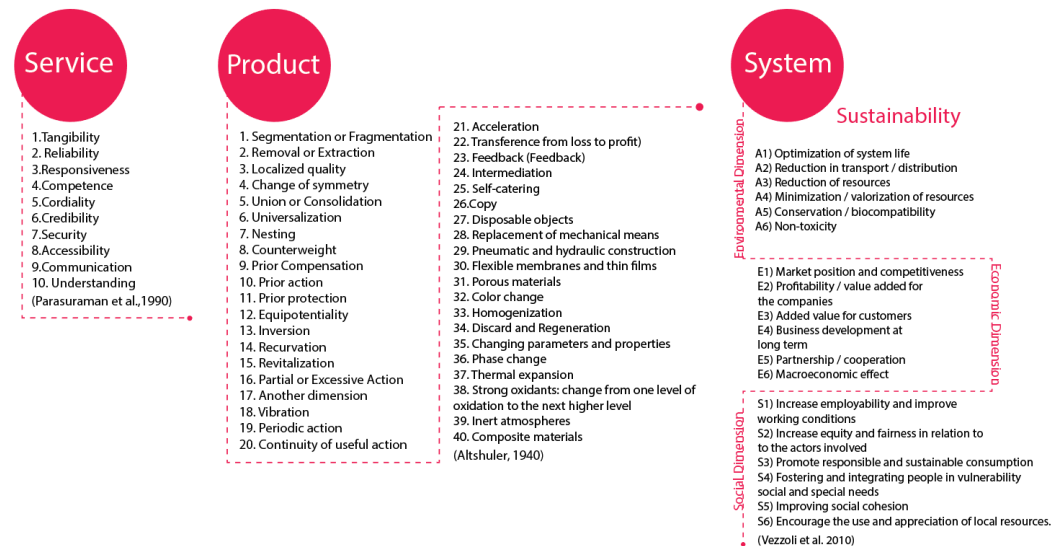 Service
1.Tangibility
2. Reliability
3.Responsiveness
4.Competence
5.Cordiality
6.Credibility
7.Security
8.Accessibility
9.Communication
10. Understanding
(Parasuraman et al.,1990)
Product
1. Segmentation or Fragmentation
2. Removal or Extraction
3. Localized quality
4. Change of symmetry
5. Union or Consolidation
6. Universalization
7. Nesting
8. Counterweight
9. Prior Compensation
10. Prior action
11. Prior protection
12. Equipotentiality
13. Inversion
14. Recurvation
15. Revitalization
16. Partial or Excessive Action
17. Another dimension
18. Vibration
19. Periodic action
20. Continuity of useful action
21. Acceleration
22. Transference from loss to profit)
23. Feedback (Feedback)
24. Intermediation
25. Self-catering
26.Copy
27. Disposable objects
28. Replacement of mechanical means
29. Pneumatic and hydraulic construction
30. Flexible membranes and thin films
31. Porous materials
32. Color change
33. Homogenization
34. Discard and Regeneration
35. Changing parameters and properties
36. Phase change
37. Thermal expansion
38. Strong oxidants: change from one level of
oxidation to the next higher level
39. Inert atmospheres
40. Composite materials
(Altshuler, 1940)
System
Sustainability
Environmental Dimension
A1) Optimization of system life
A2) Reduction in transport / distribution
A3) Reduction of resources
A4) Minimization / valorization of resources
A5) Conservation / biocompatibility
A6) Non-toxicity
Economic Dimension
E1) Market position and competitiveness
E2) Profitability / value added for
the companies
E3) Added value for customers
E4) Business development at
long term
E5) Partnership / cooperation
E6) Macroeconomic effect
Social Dimension
S1) Increase employability and improve
working conditions
S2) Increase equity and fairness in relation to
to the actors involved
S3) Promote responsible and sustainable consumption
S4) Fostering and integrating people in vulnerability
social and special needs
S5) Improving social cohesion
S6) Encourage the use and appreciation of local resources.
(Vezzoli et al. 2010)